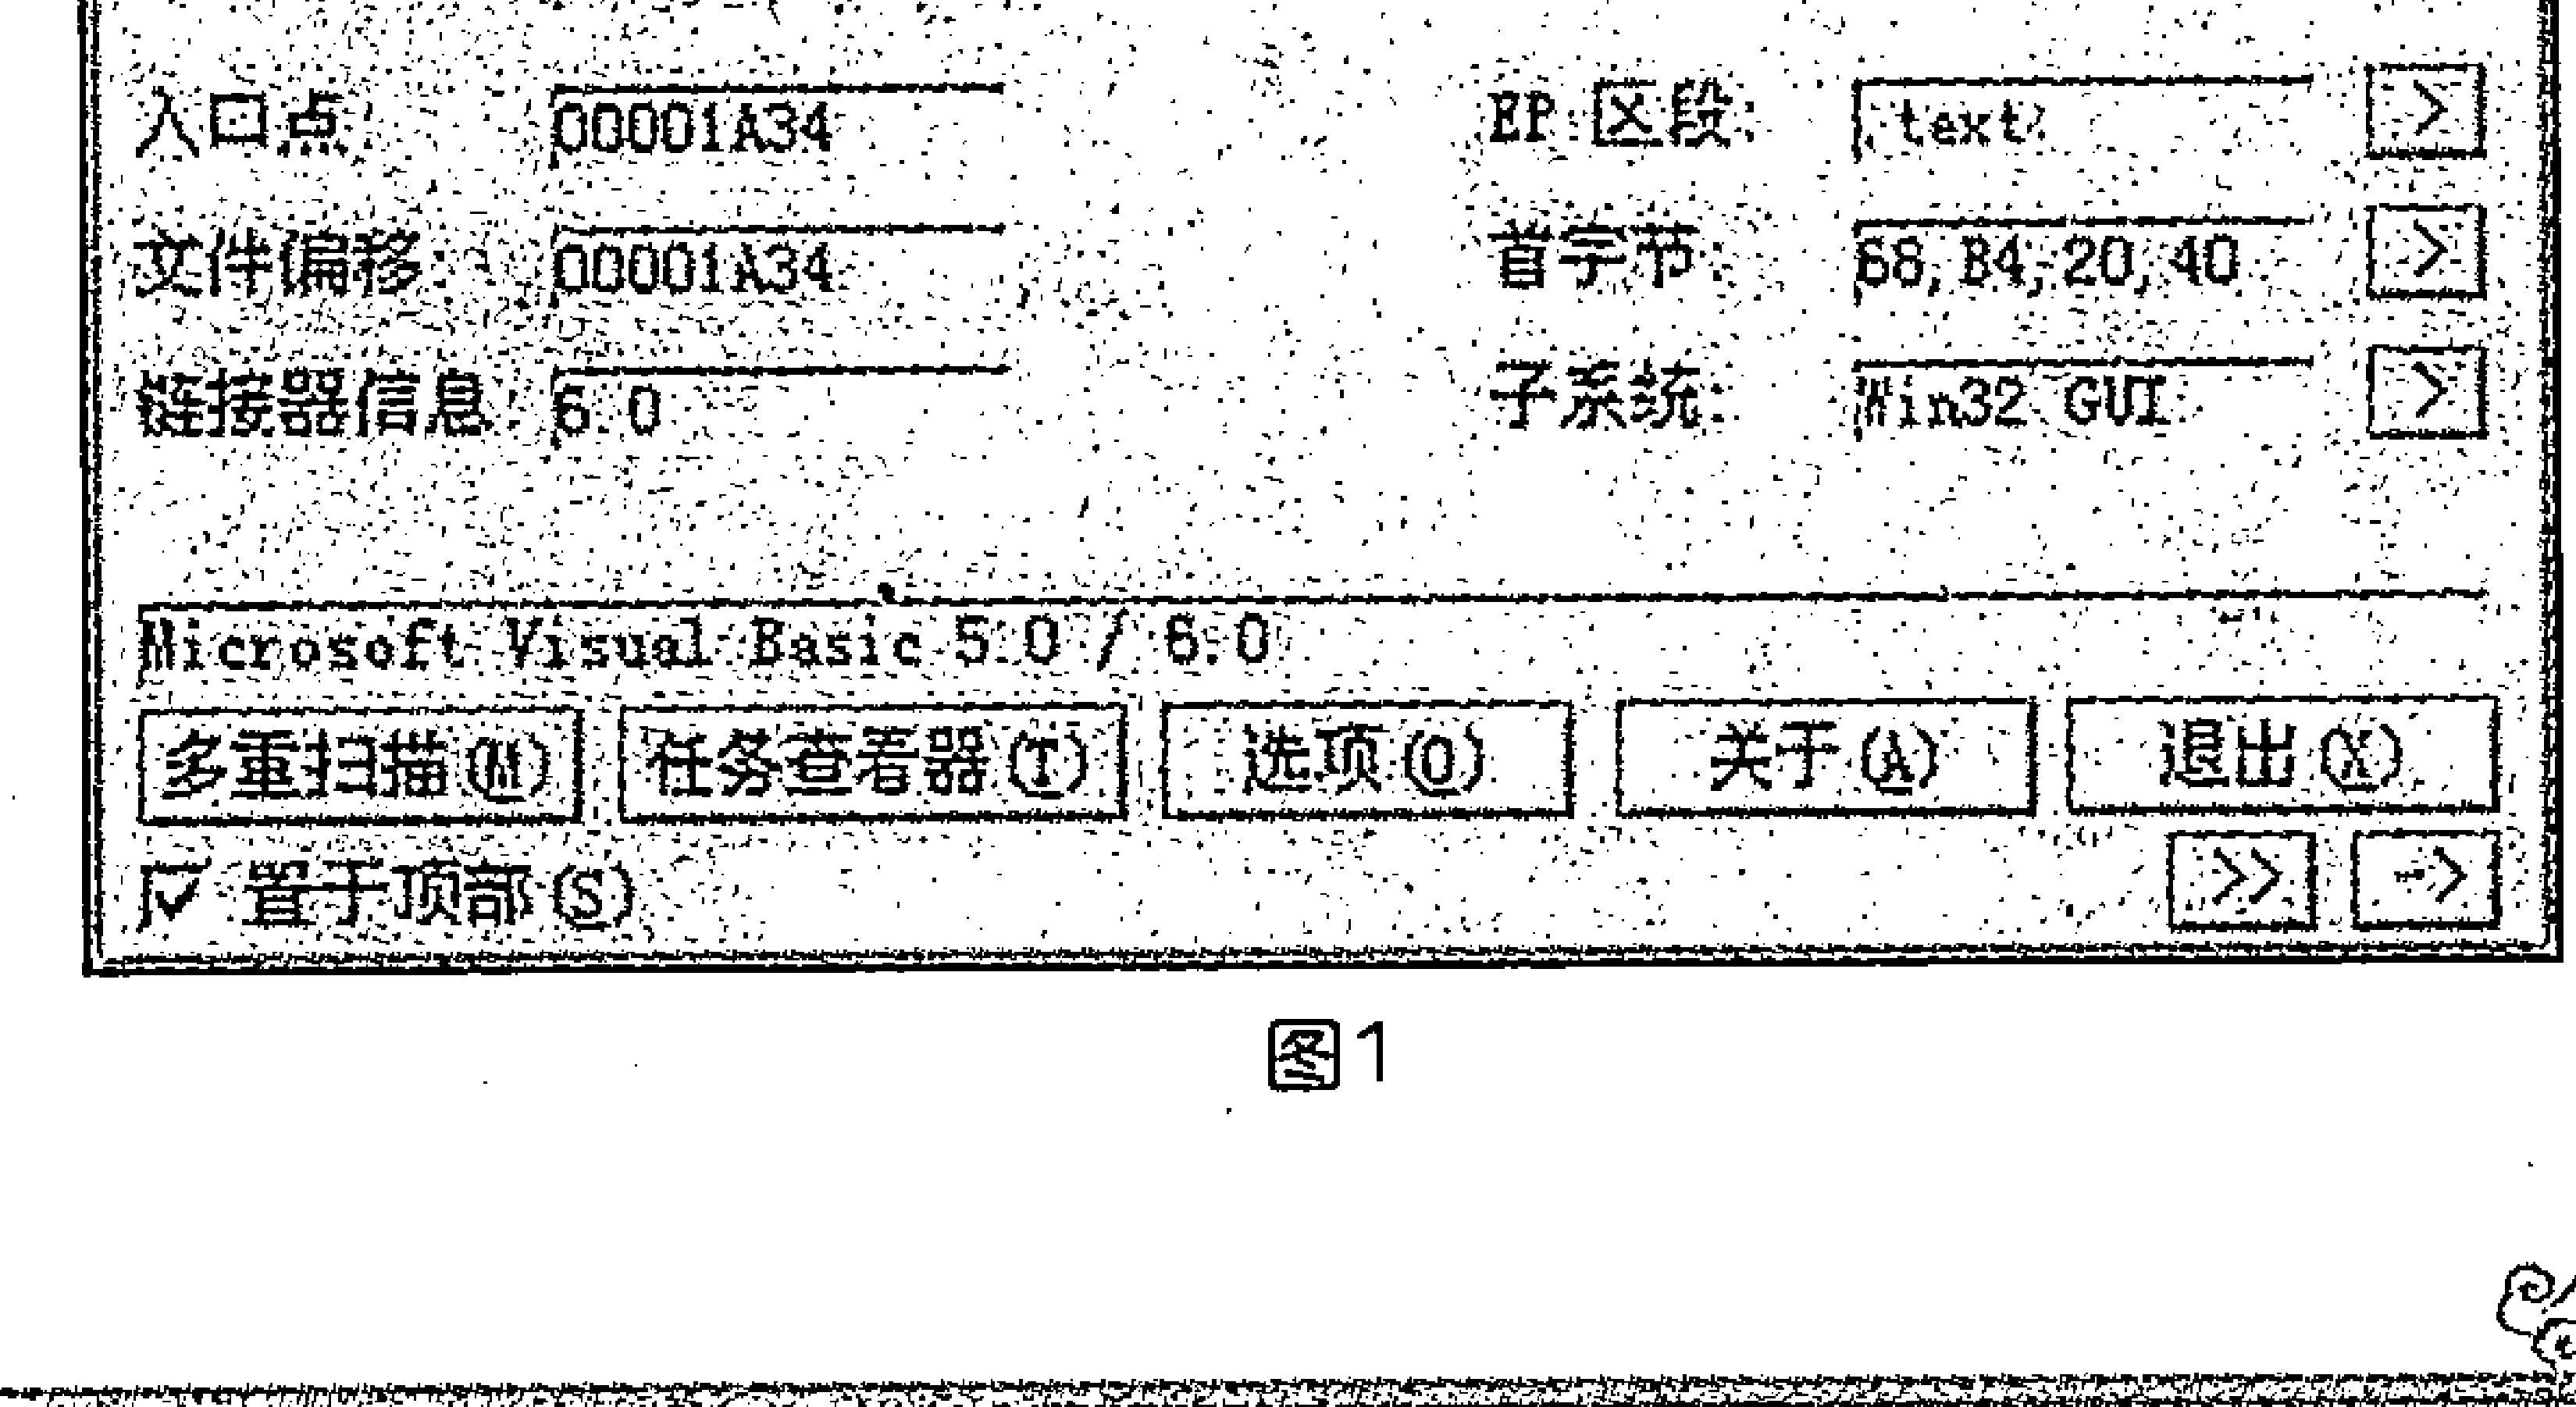 入口点: 00001A34 EP 区段: .text >
文件偏移: 00001A34 首字节: 68,B4,20,40 >
链接器信息: 6.0 子系统: Win32 GUI >
Microsoft Visual Basic 5.0 / 6.0
多重扫描(M) 任务查看器(T) 选项(O) 关于(A) 退出(X)
置于顶部(S) >> ->
图1